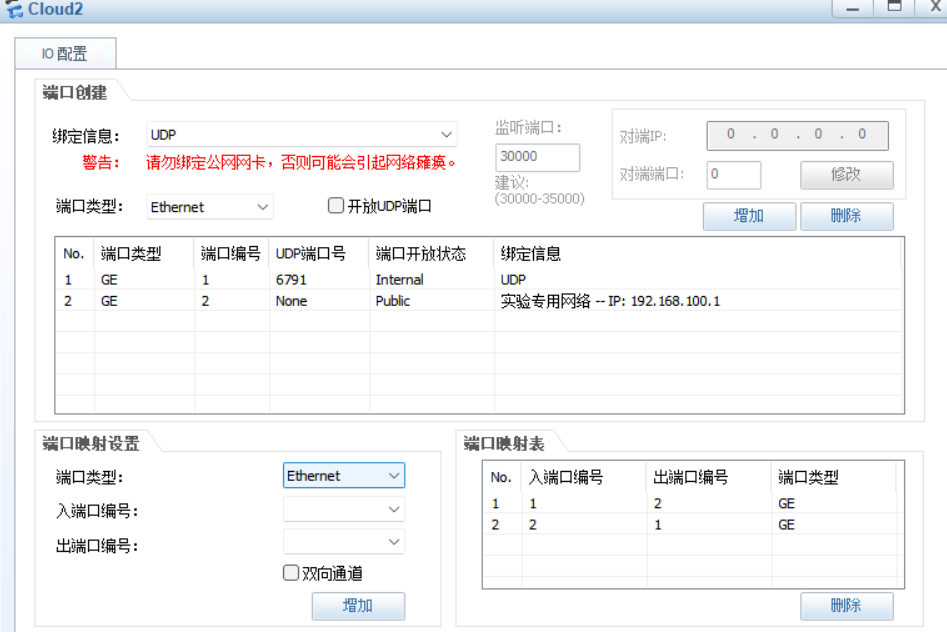 Cloud2
IO 配置
端口创建
绑定信息： UDP
警告： 请勿绑定公网网卡，否则可能会引起网络瘫痪。
端口类型： Ethernet 开放UDP端口
监听端口：
30000
建议:
(30000-35000)
对端IP: 0 . 0 . 0 . 0
对端端口: 0 修改
增加 删除
No. 端口类型 端口编号 UDP端口号 端口开放状态 绑定信息
1 GE 1 6791 Internal UDP
2 GE 2 None Public 实验专用网络 -- IP: 192.168.100.1
端口映射设置
端口类型： Ethernet
入端口编号：
出端口编号：
双向通道
增加
端口映射表
No. 入端口编号 出端口编号 端口类型
1 1 2 GE
2 2 1 GE
删除